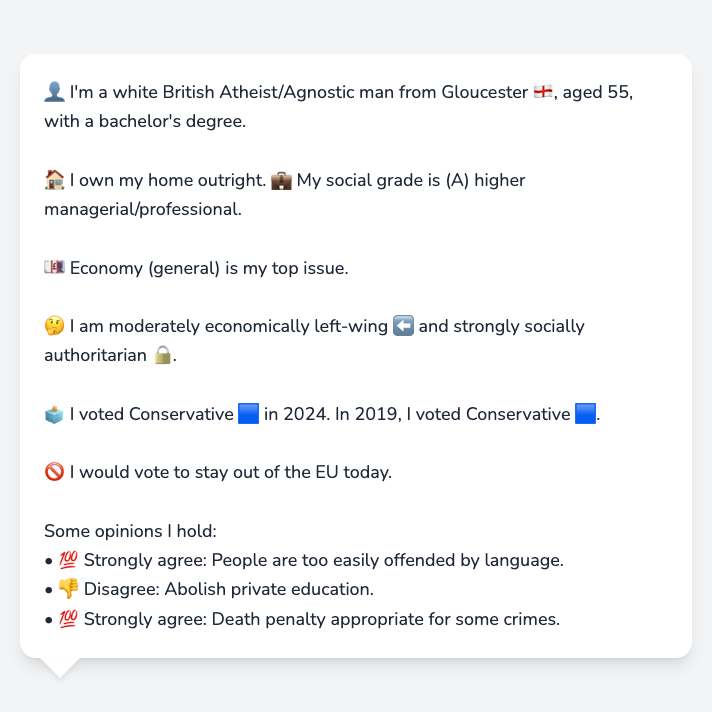 👤 I'm a white British Atheist/Agnostic man from Gloucester 🏴󠁧󠁢󠁥󠁮󠁧󠁿, aged 55,
with a bachelor's degree.
🏠 I own my home outright. 💼 My social grade is (A) higher
managerial/professional.
💷 Economy (general) is my top issue.
🤔 I am moderately economically left-wing ⬅️ and strongly socially
authoritarian 🔒.
🗳️ I voted Conservative 🟦 in 2024. In 2019, I voted Conservative 🟦.
🚫 I would vote to stay out of the EU today.
Some opinions I hold:
• 💯 Strongly agree: People are too easily offended by language.
• 👎 Disagree: Abolish private education.
• 💯 Strongly agree: Death penalty appropriate for some crimes.